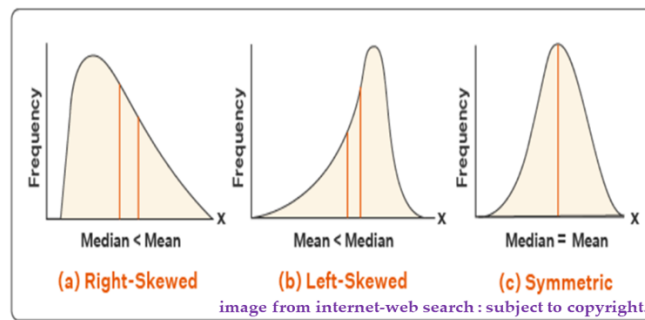 Frequency
X
Median < Mean
(a) Right-Skewed
Frequency
X
Mean < Median
(b) Left-Skewed
Frequency
X
Median = Mean
(c) Symmetric
image from internet-web search : subject to copyright